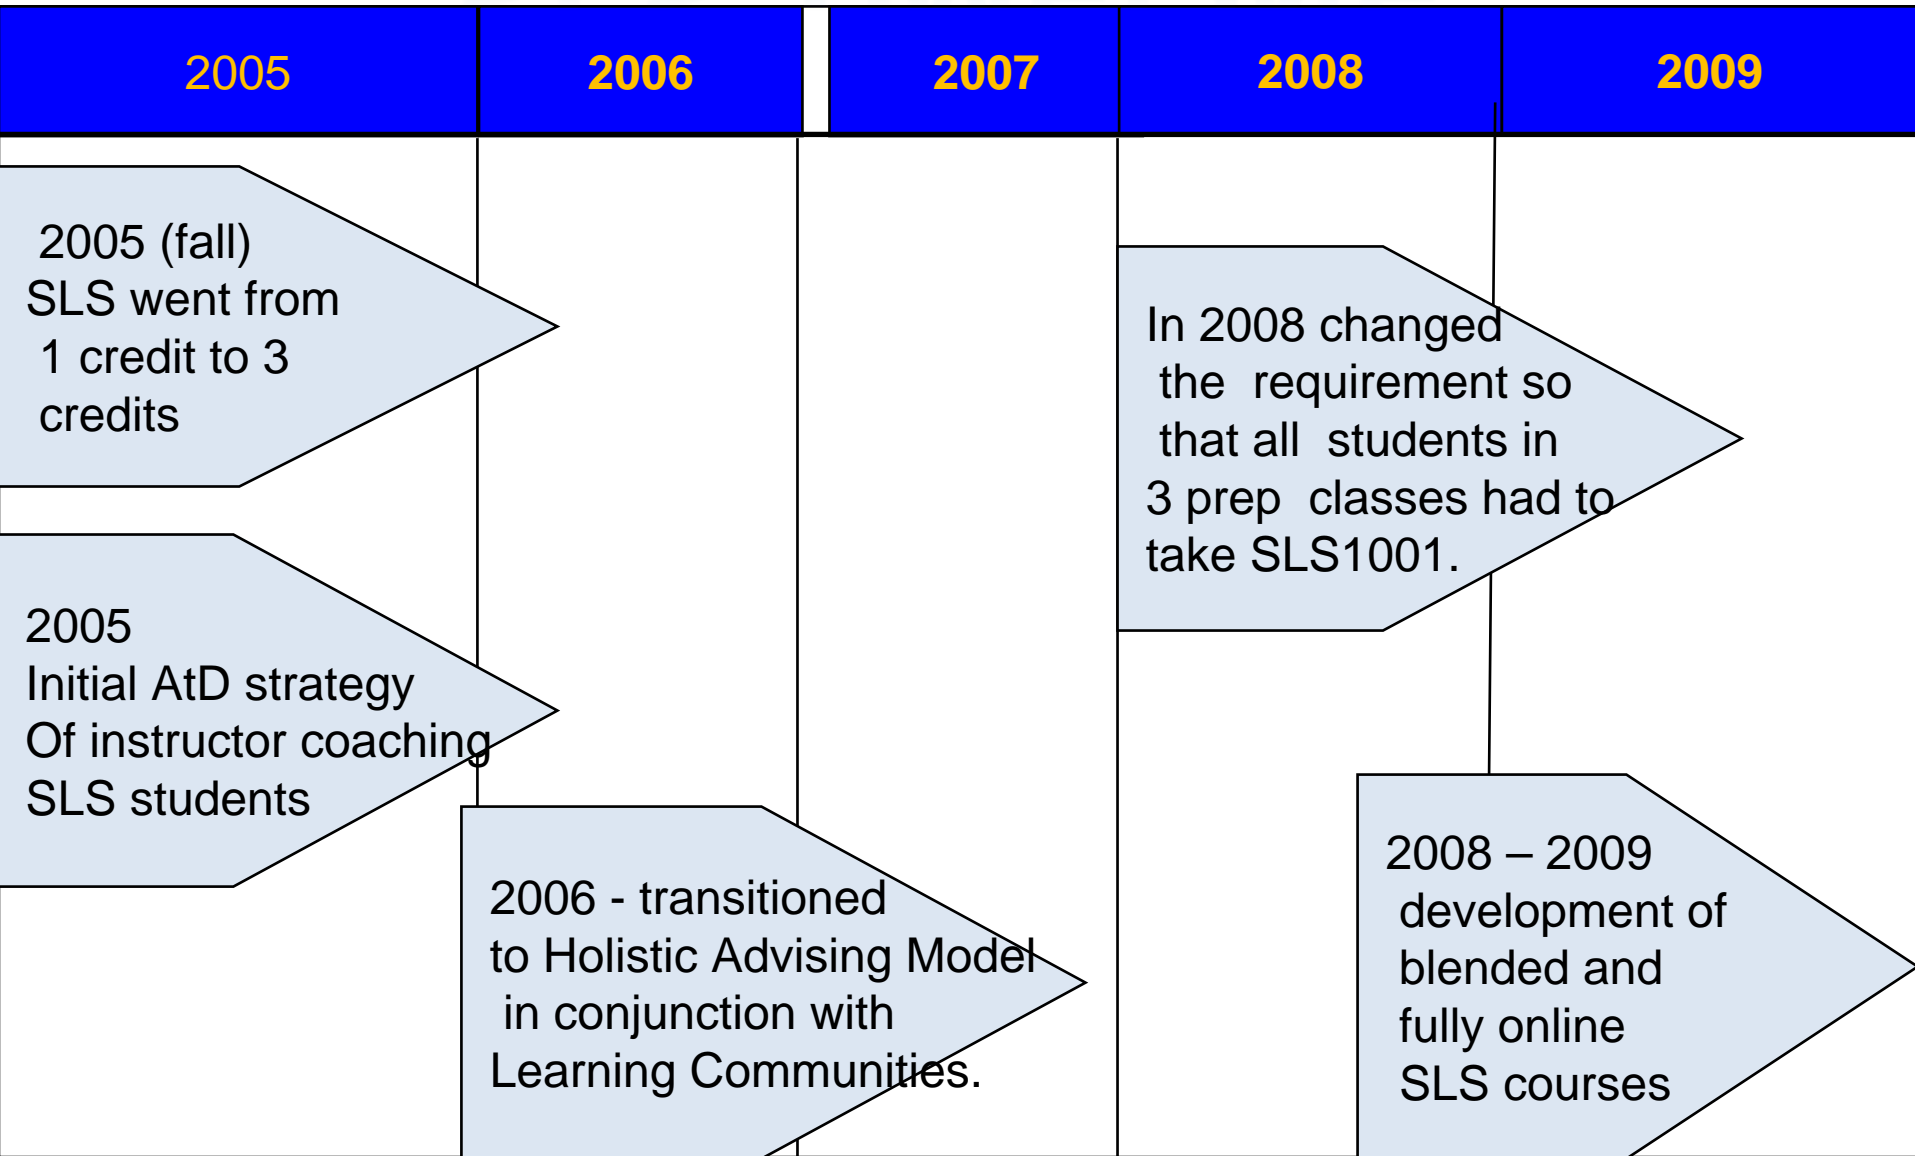 2005
2006
2007
2008
2009
2005 (fall)
SLS went from
1 credit to 3
credits
2005
Initial AtD strategy
Of instructor coaching
SLS students
2006 - transitioned
to Holistic Advising Model
in conjunction with
Learning Communities.
In 2008 changed
the requirement so
that all students in
3 prep classes had to
take SLS1001.
2008 – 2009
development of
blended and
fully online
SLS courses